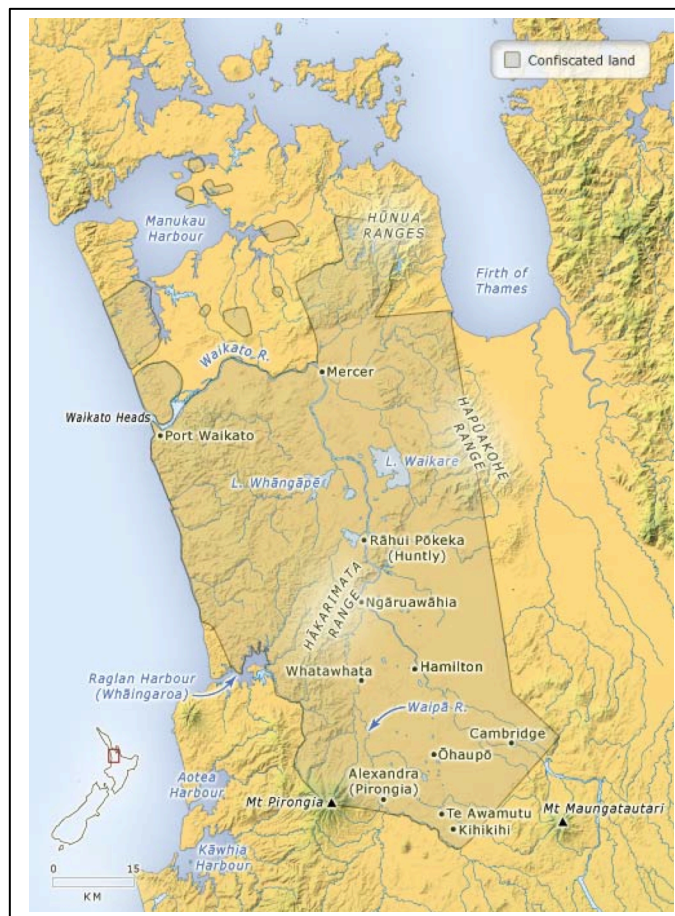 Confiscated land
HŪNUA
RANGES
Manukau
Harbour
Firth of
Thames
Waikato R.
Mercer
Waikato Heads
Port Waikato
HAPŪAKOHE
RANGE
L. Waikare
L. Whāngāpē
Rāhui Pōkeka
(Huntly)
HĀKARIMATA
RANGE
Ngāruawāhia
Raglan Harbour
(Whāingaroa)
Whatawhata
Hamilton
Waipā R.
Cambridge
Ōhaupō
Aotea
Harbour
Alexandra
(Pirongia)
Mt Pirongia
Te Awamutu
Kihikihi
Mt Maungatautari
Kāwhia
Harbour
0 15
KM